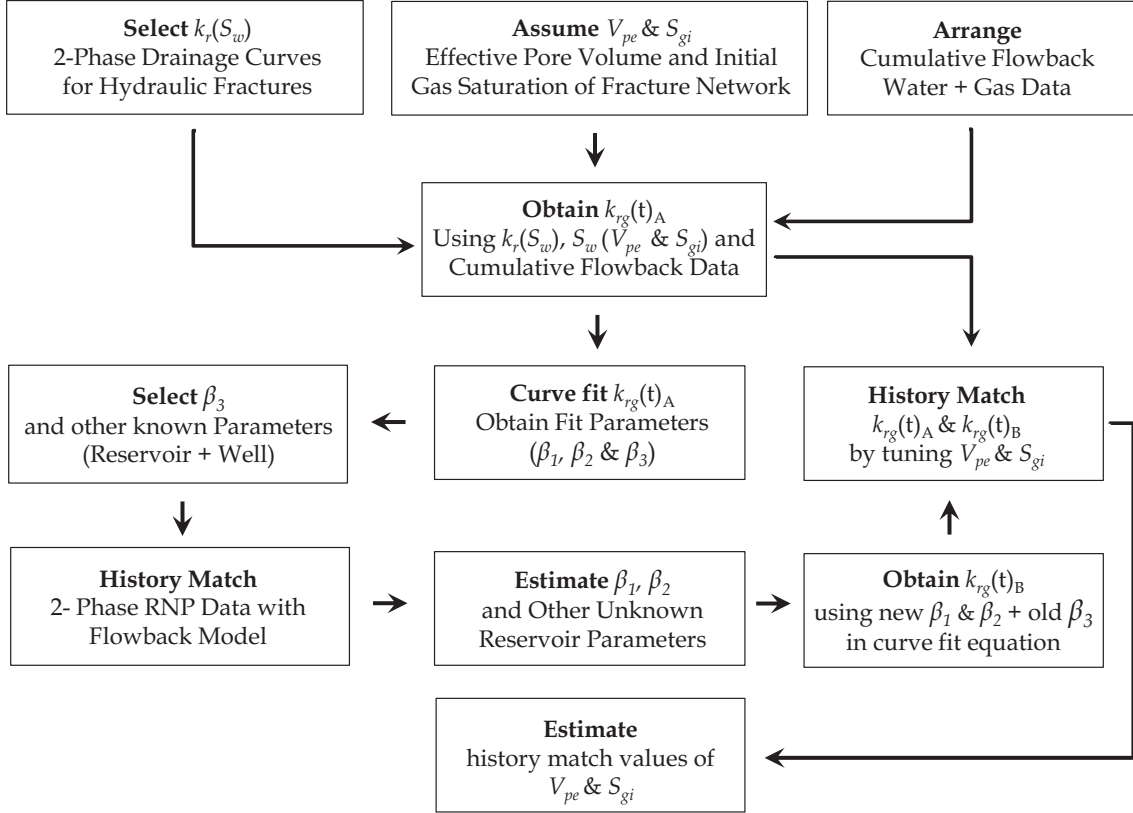 Select kr(Sw)
2-Phase Drainage Curves
for Hydraulic Fractures
Assume Vpe & Sgi
Effective Pore Volume and Initial
Gas Saturation of Fracture Network
Arrange
Cumulative Flowback
Water + Gas Data
Obtain krg(t)A
Using kr(Sw), Sw (Vpe & Sgi) and
Cumulative Flowback Data
Select β3
and other known Parameters
(Reservoir + Well)
Curve fit krg(t)A
Obtain Fit Parameters
(β1, β2 & β3)
History Match
krg(t)A & krg(t)B
by tuning Vpe & Sgi
History Match
2- Phase RNP Data with
Flowback Model
Estimate β1, β2
and Other Unknown
Reservoir Parameters
Obtain krg(t)B
using new β1 & β2 + old β3
in curve fit equation
Estimate
history match values of
Vpe & Sgi